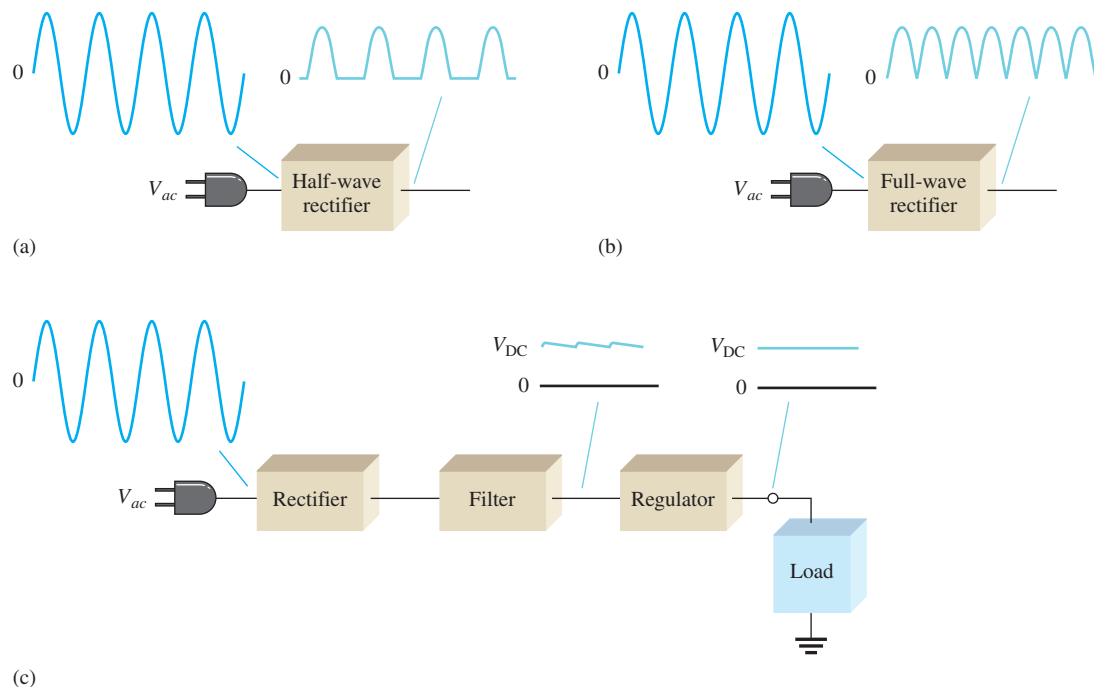 0
0
V_ac
Half-wave
rectifier
(a)
0
0
V_ac
Full-wave
rectifier
(b)
0
V_DC
0
V_DC
0
V_ac
Rectifier
Filter
Regulator
Load
(c)